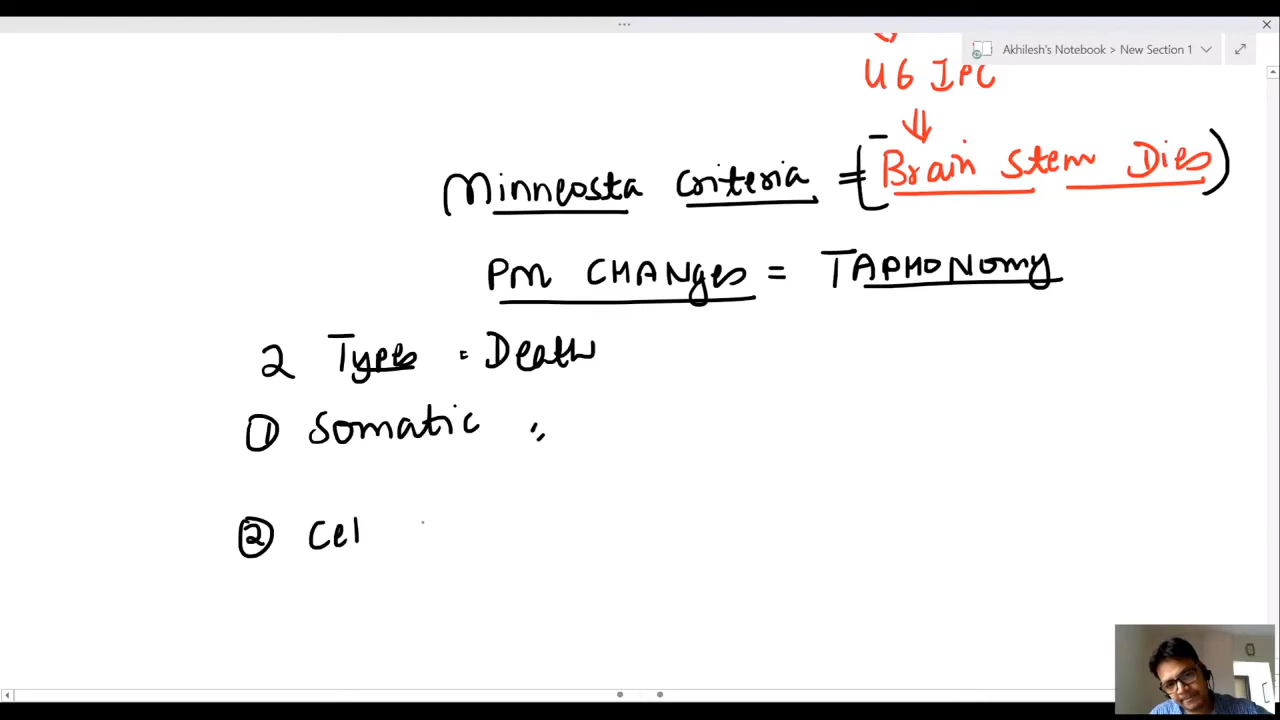 Akhilesh's Notebook > New Section 1
46 IPC
Minneosta Criteria = [Brain Stem Dies)
PM CHANges = TAPHONOmy
2 Types = Death
① Somatic "
② Cel